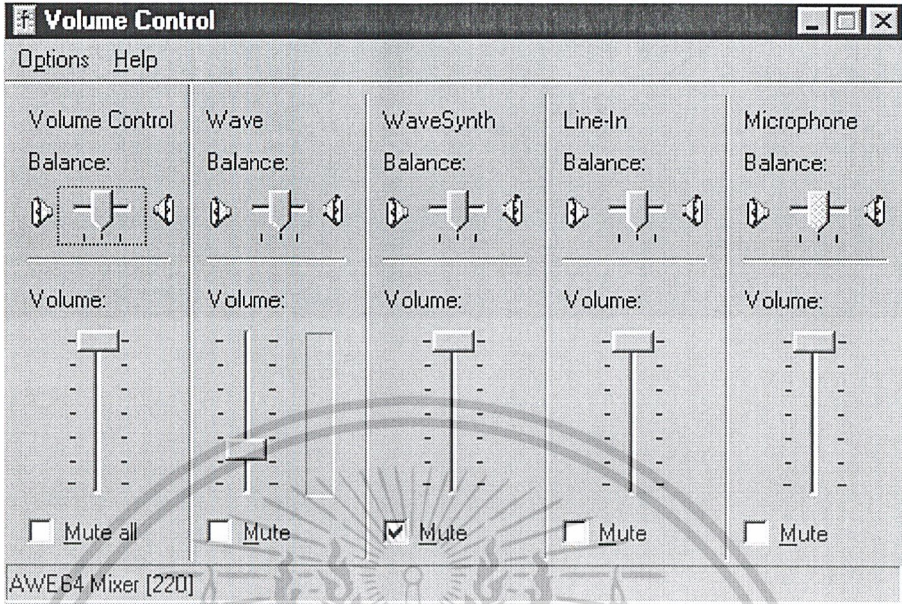 Volume Control
Options Help
Volume Control Wave WaveSynth Line-In Microphone
Balance: Balance: Balance: Balance: Balance:
Volume: Volume: Volume: Volume: Volume:
Mute all Mute Mute Mute Mute
AWE64 Mixer [220]